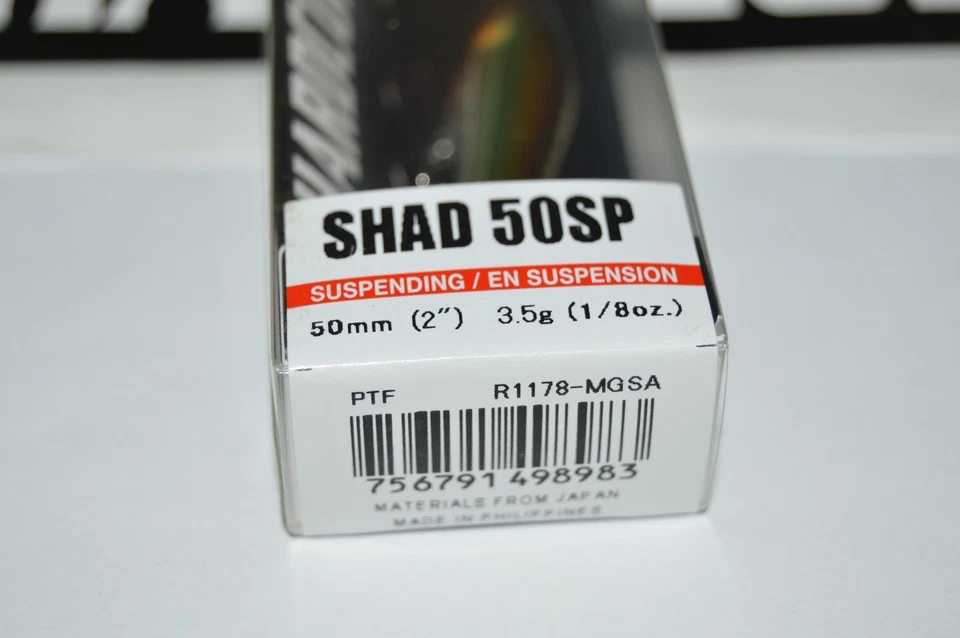 SHAD 50SP
SUSPENDING / EN SUSPENSION
50mm (2") 3.5g (1/8oz.)
PTF R1178-MGSA
756791 498983
MATERIALS FROM JAPAN
MADE IN PHILIPPINES